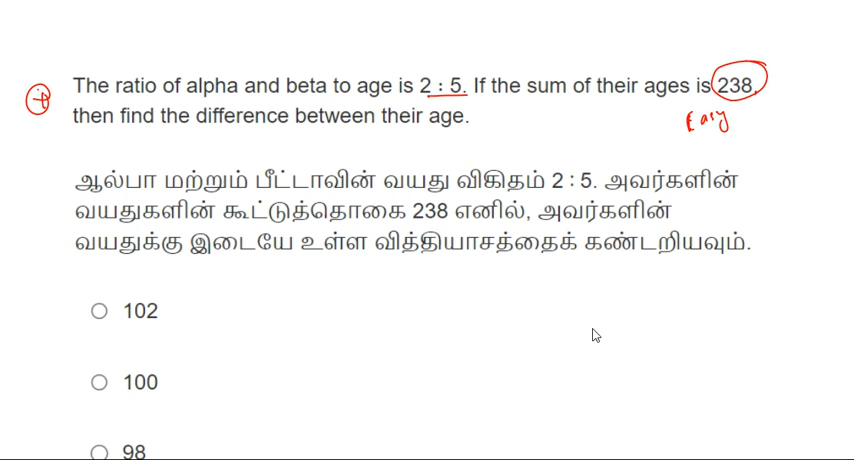 The ratio of alpha and beta to age is 2 : 5. If the sum of their ages is 238,
then find the difference between their age.
Easy
ஆல்பா மற்றும் பீட்டாவின் வயது விகிதம் 2 : 5. அவர்களின்
வயதுகளின் கூட்டுத்தொகை 238 எனில், அவர்களின்
வயதுக்கு இடையே உள்ள வித்தியாசத்தைக் கண்டறியவும்.
102
100
98